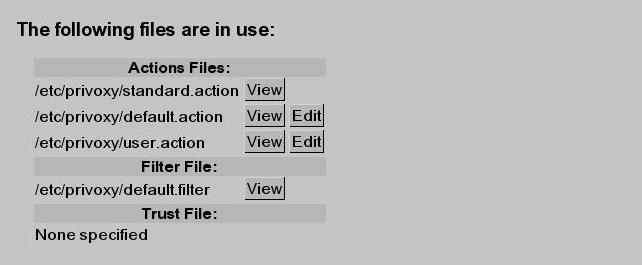 The following files are in use:
Actions Files:
/etc/privoxy/standard.action View
/etc/privoxy/default.action View Edit
/etc/privoxy/user.action View Edit
Filter File:
/etc/privoxy/default.filter View
Trust File:
None specified